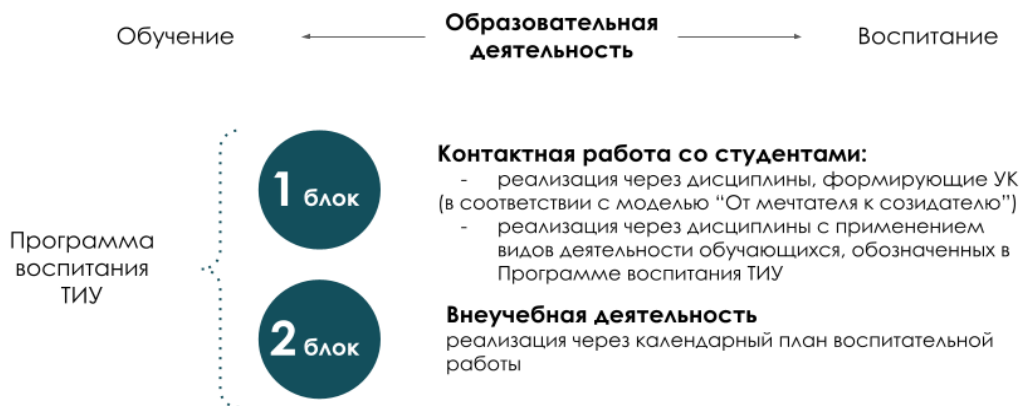 Обучение
Образовательная
деятельность
Воспитание
Программа
воспитания
ТИУ
1 блок
Контактная работа со студентами:
- реализация через дисциплины, формирующие УК
(в соответствии с моделью “От мечтателя к созидателю”)
- реализация через дисциплины с применением
видов деятельности обучающихся, обозначенных в
Программе воспитания ТИУ
2 блок
Внеучебная деятельность
реализация через календарный план воспитательной
работы